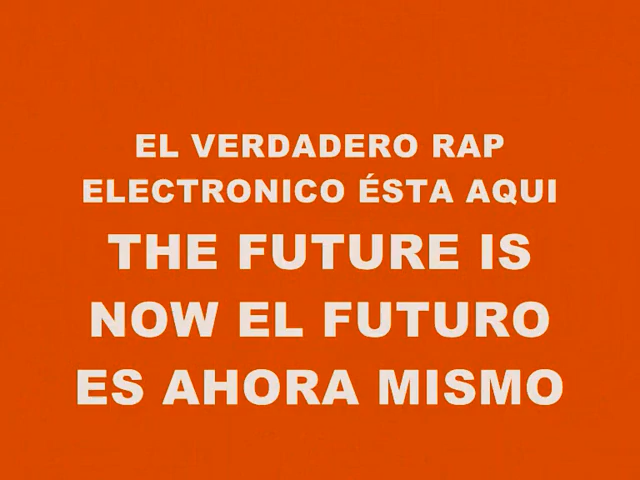 EL VERDADERO RAP
ELECTRONICO ÉSTA AQUI
THE FUTURE IS
NOW EL FUTURO
ES AHORA MISMO